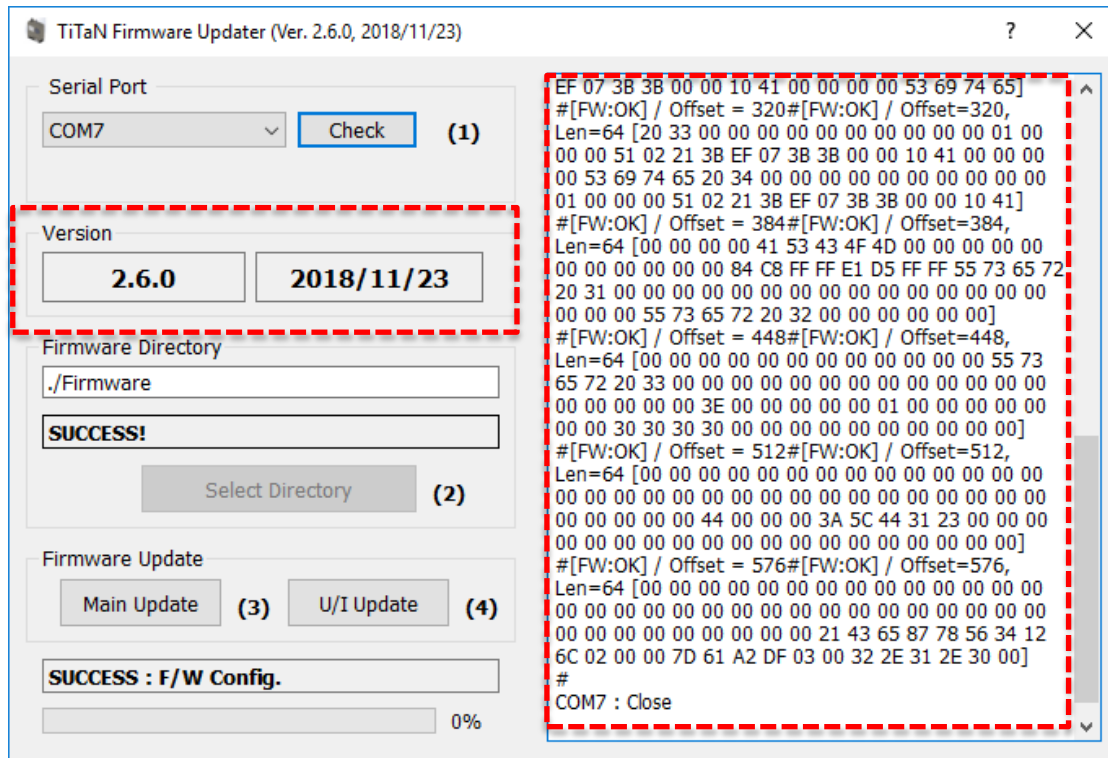 TiTaN Firmware Updater (Ver. 2.6.0, 2018/11/23)
Serial Port
COM7
Check
(1)
Version
2.6.0
2018/11/23
Firmware Directory
./Firmware
SUCCESS!
Select Directory
(2)
Firmware Update
Main Update
(3)
U/I Update
(4)
SUCCESS : F/W Config.
0%
EF 07 3B 3B 00 00 10 41 00 00 00 00 53 69 74 65]
#[FW:OK] / Offset = 320#[FW:OK] / Offset=320,
Len=64 [20 33 00 00 00 00 00 00 00 00 00 00 01 00
00 00 51 02 21 3B EF 07 3B 3B 00 00 10 41 00 00 00
00 53 69 74 65 20 34 00 00 00 00 00 00 00 00 00 00
01 00 00 00 51 02 21 3B EF 07 3B 3B 00 00 10 41]
#[FW:OK] / Offset = 384#[FW:OK] / Offset=384,
Len=64 [00 00 00 00 41 53 43 4F 4D 00 00 00 00 00
00 00 00 00 00 00 84 C8 FF FF E1 D5 FF FF 55 73 65 72
20 31 00 00 00 00 00 00 00 00 00 00 00 00 00 00 00
00 00 00 55 73 65 72 20 32 00 00 00 00 00 00]
#[FW:OK] / Offset = 448#[FW:OK] / Offset=448,
Len=64 [00 00 00 00 00 00 00 00 00 00 00 00 55 73
65 72 20 33 00 00 00 00 00 00 00 00 00 00 00 00 00
00 00 00 00 00 3E 00 00 00 00 00 01 00 00 00 00 00
00 00 30 30 30 30 00 00 00 00 00 00 00 00 00 00]
#[FW:OK] / Offset = 512#[FW:OK] / Offset=512,
Len=64 [00 00 00 00 00 00 00 00 00 00 00 00 00 00
00 00 00 00 00 00 00 00 00 00 00 00 00 00 00 00 00
00 00 00 00 00 44 00 00 00 3A 5C 44 31 23 00 00 00
00 00 00 00 00 00 00 00 00 00 00 00 00 00 00 00]
#[FW:OK] / Offset = 576#[FW:OK] / Offset=576,
Len=64 [00 00 00 00 00 00 00 00 00 00 00 00 00 00
00 00 00 00 00 00 00 00 00 00 00 00 00 00 00 00 00
00 00 00 00 00 00 00 00 00 21 43 65 87 78 56 34 12
6C 02 00 00 7D 61 A2 DF 03 00 32 2E 31 2E 30 00]
#
COM7 : Close